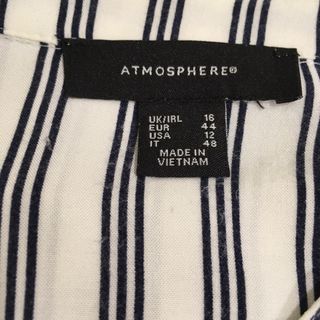 ATMOSPHERE®
UK/IRL 16
EUR 44
USA 12
IT 48
MADE IN
VIETNAM